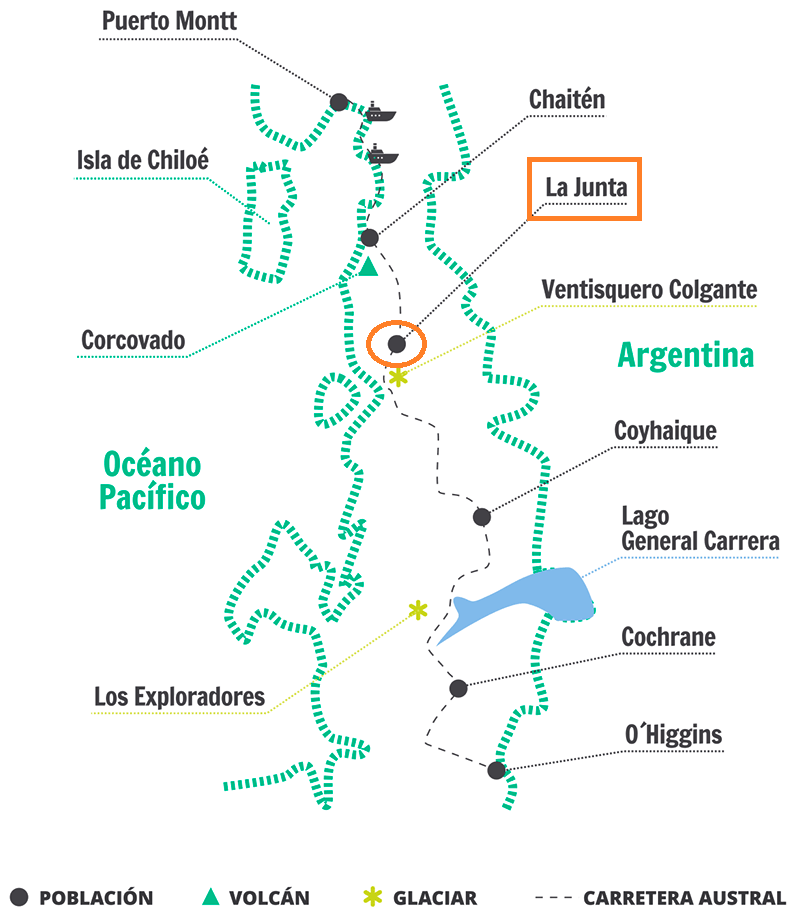 Puerto Montt
Chaitén
Isla de Chiloé
La Junta
Ventisquero Colgante
Corcovado
Argentina
Coyhaique
Océano
Pacífico
Lago
General Carrera
Cochrane
Los Exploradores
O´Higgins
POBLACIÓN
VOLCÁN
GLACIAR
CARRETERA AUSTRAL